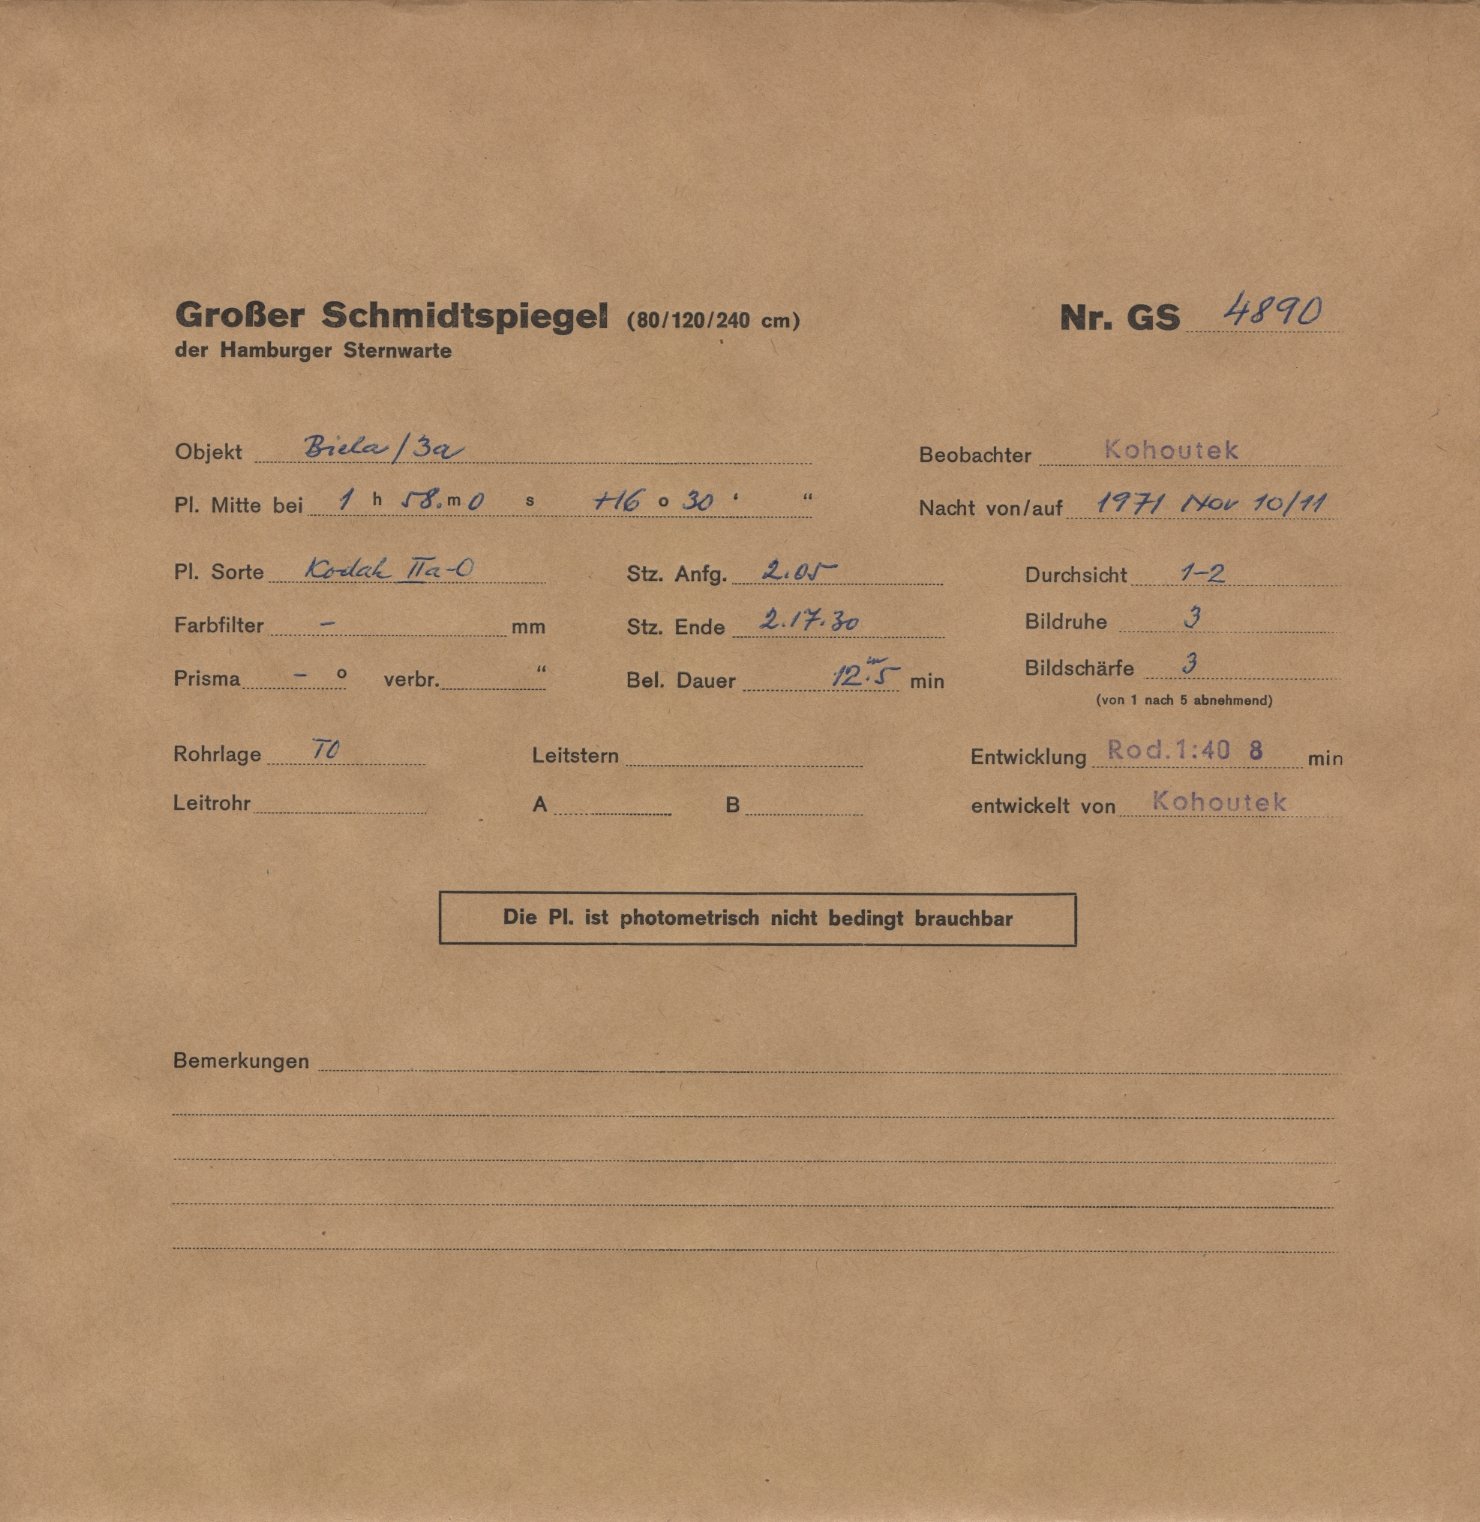 Großer Schmidtspiegel (80/120/240 cm) Nr. GS 4890
der Hamburger Sternwarte
Objekt Biela/3a Beobachter Kohoutek
Pl. Mitte bei 1 h 58. m 0 s +16 o 30 ' “ Nacht von/auf 1971 Nov 10/11
Pl. Sorte Kodak IIa-O Stz. Anfg. 2.05 Durchsicht 1-2
Farbfilter – mm Stz. Ende 2.17.30 Bildruhe 3
Prisma – o verbr. “ Bel. Dauer 12.m5 min Bildschärfe 3
(von 1 nach 5 abnehmend)
Rohrlage TO Leitstern Entwicklung Rod.1:40 8 min
Leitrohr A B entwickelt von Kohoutek
Die Pl. ist photometrisch nicht bedingt brauchbar
Bemerkungen